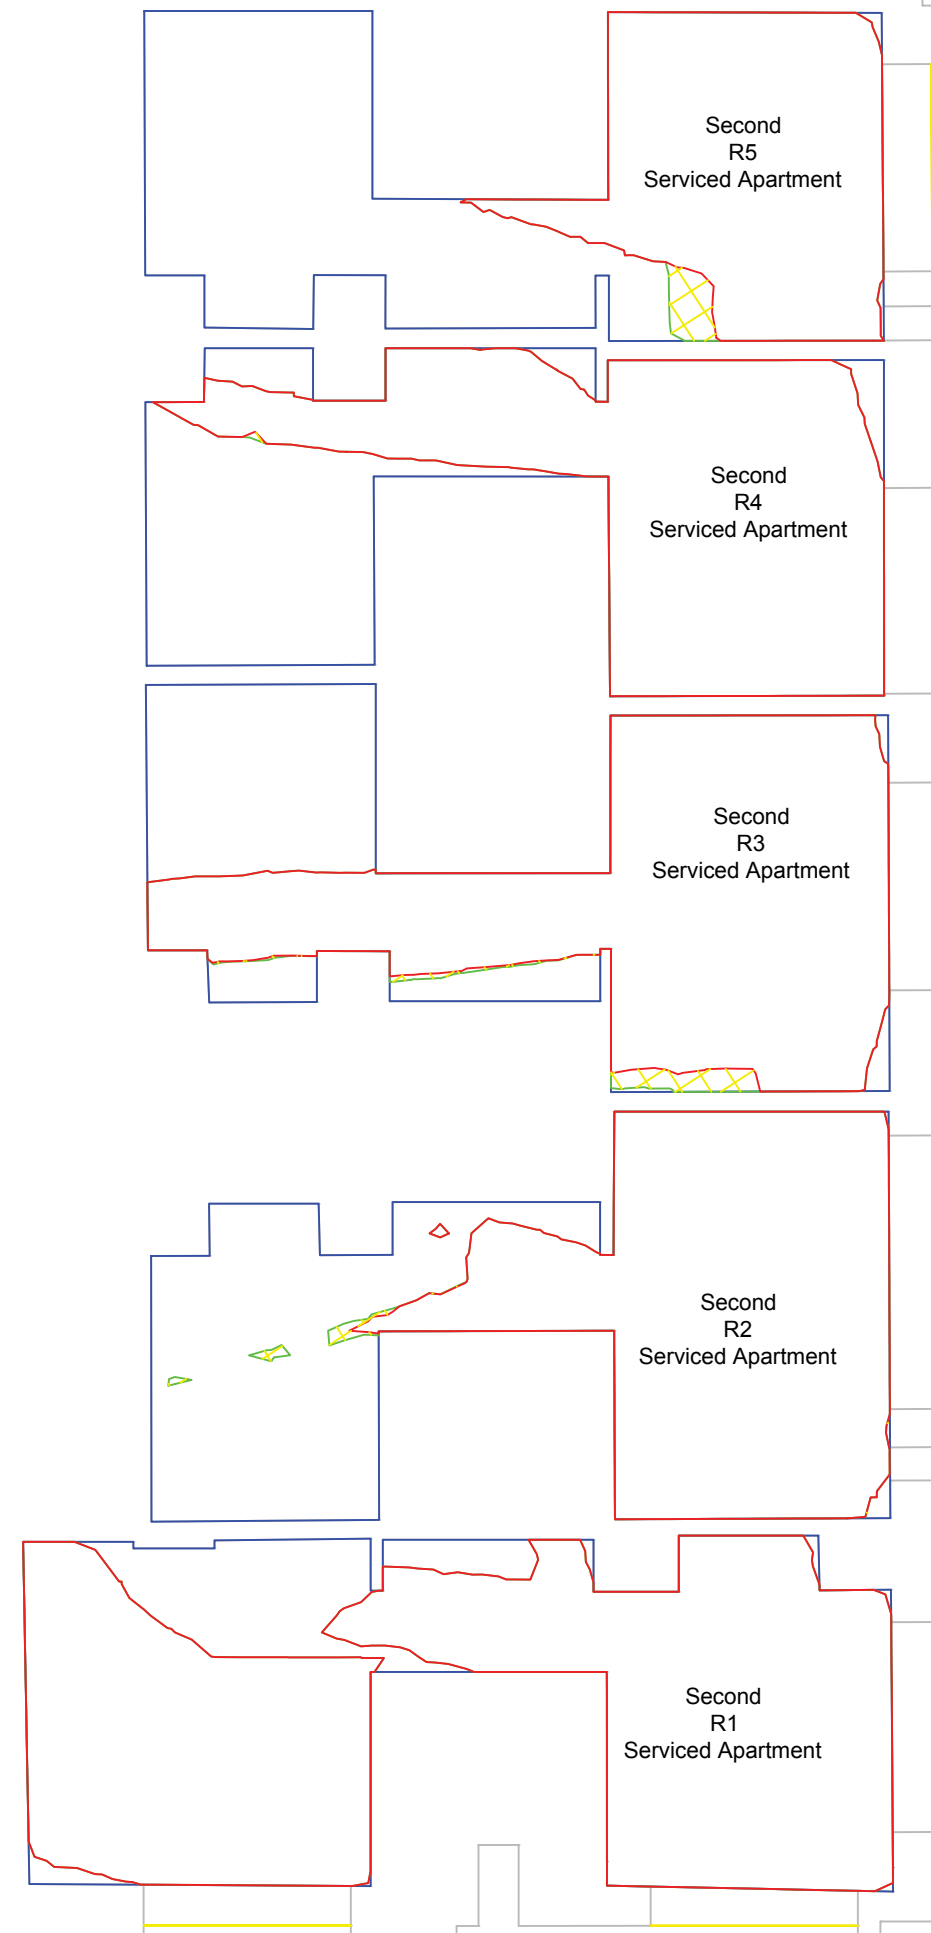 Second
R5
Serviced Apartment
Second
R4
Serviced Apartment
Second
R3
Serviced Apartment
Second
R2
Serviced Apartment
Second
R1
Serviced Apartment